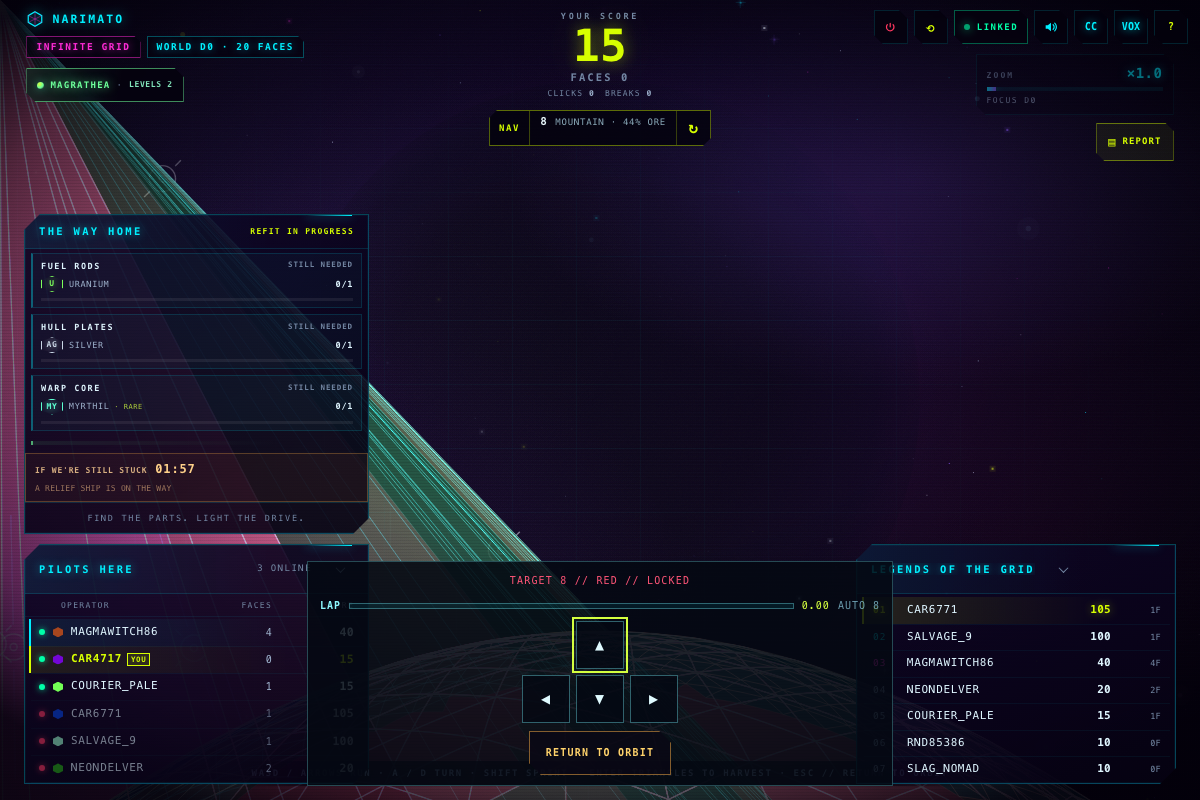 NARIMATO
INFINITE GRID
WORLD D0 · 20 FACES
MAGRATHEA · LEVELS 2
YOUR SCORE
15
FACES 0
CLICKS 0 BREAKS 0
NAV
8 MOUNTAIN · 44% ORE
↻
LINKED
CC
VOX
?
ZOOM ×1.0
FOCUS D0
REPORT
THE WAY HOME
REFIT IN PROGRESS
FUEL RODS STILL NEEDED
U URANIUM 0/1
HULL PLATES STILL NEEDED
AG SILVER 0/1
WARP CORE STILL NEEDED
MY MYRTHIL · RARE 0/1
IF WE'RE STILL STUCK 01:57
A RELIEF SHIP IS ON THE WAY
FIND THE PARTS. LIGHT THE DRIVE.
PILOTS HERE 3 ONLIN
OPERATOR FACES
MAGMAWITCH86 4 40
CAR4717 YOU 0 15
COURIER_PALE 1 15
CAR6771 1 105
SALVAGE_9 1 100
NEONDELVER 2 20
TARGET 8 // RED // LOCKED
LAP 0.00 AUTO 8
▲
◀ ▼ ▶
RETURN TO ORBIT
LEGENDS OF THE GRID
01 CAR6771 105 1F
02 SALVAGE_9 100 1F
03 MAGMAWITCH86 40 4F
04 NEONDELVER 20 2F
05 COURIER_PALE 15 1F
06 RND85386 10 0F
07 SLAG_NOMAD 10 0F